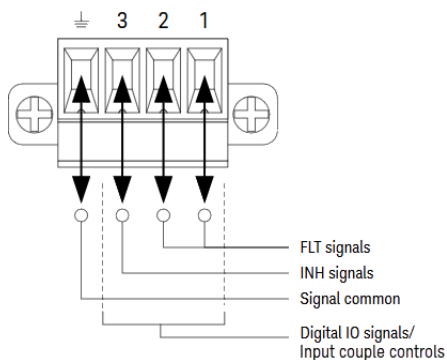 ⏚ 3 2 1
FLT signals
INH signals
Signal common
Digital IO signals/
Input couple controls